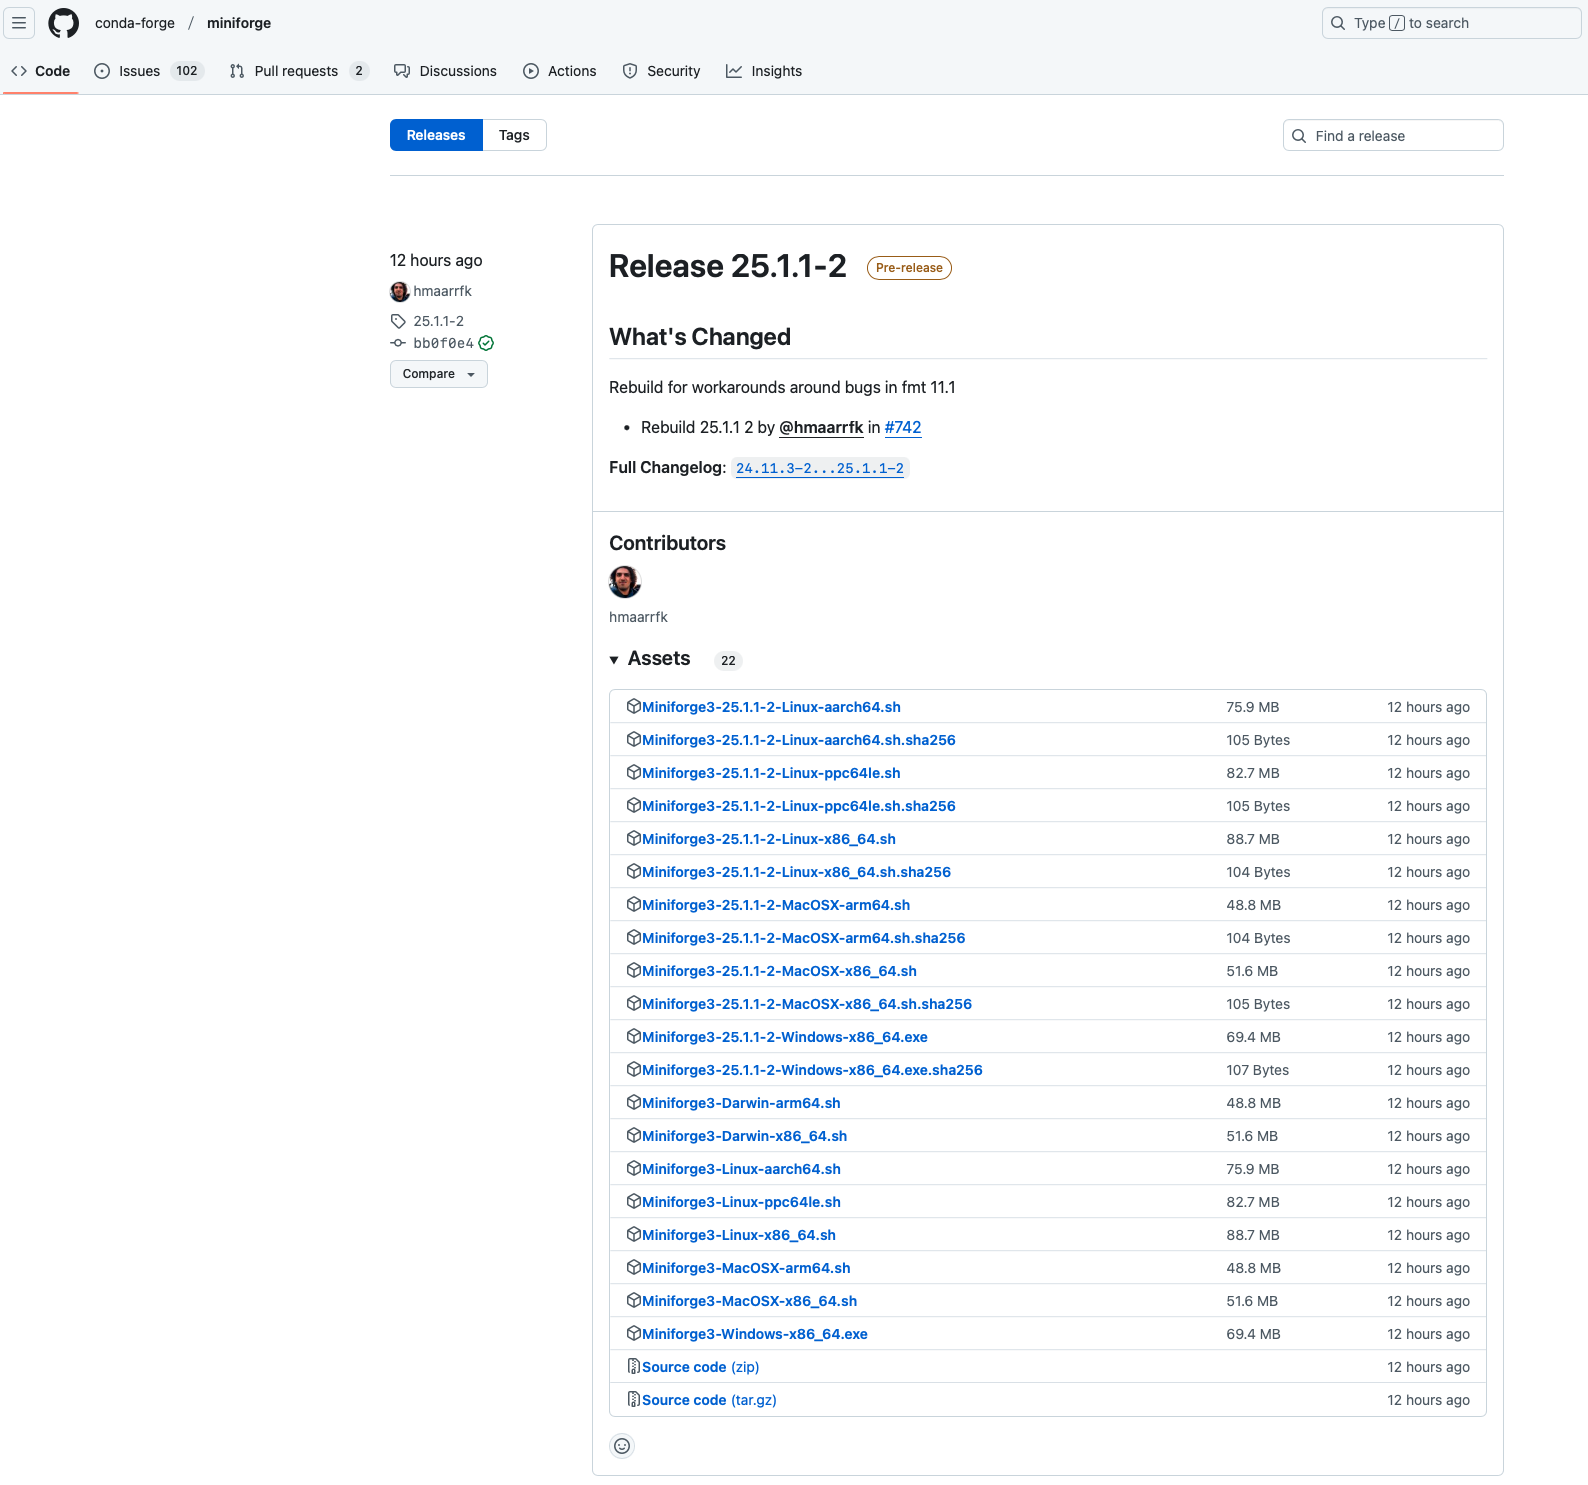 conda-forge / miniforge
Type / to search
Code
Issues 102
Pull requests 2
Discussions
Actions
Security
Insights
Releases
Tags
Find a release
12 hours ago
hmaarrfk
25.1.1-2
bb0f0e4
Compare
Release 25.1.1-2 Pre-release
What's Changed
Rebuild for workarounds around bugs in fmt 11.1
• Rebuild 25.1.1 2 by @hmaarrfk in #742
Full Changelog: 24.11.3-2...25.1.1-2
Contributors
hmaarrfk
Assets 22
Miniforge3-25.1.1-2-Linux-aarch64.sh 75.9 MB 12 hours ago
Miniforge3-25.1.1-2-Linux-aarch64.sh.sha256 105 Bytes 12 hours ago
Miniforge3-25.1.1-2-Linux-ppc64le.sh 82.7 MB 12 hours ago
Miniforge3-25.1.1-2-Linux-ppc64le.sh.sha256 105 Bytes 12 hours ago
Miniforge3-25.1.1-2-Linux-x86_64.sh 88.7 MB 12 hours ago
Miniforge3-25.1.1-2-Linux-x86_64.sh.sha256 104 Bytes 12 hours ago
Miniforge3-25.1.1-2-MacOSX-arm64.sh 48.8 MB 12 hours ago
Miniforge3-25.1.1-2-MacOSX-arm64.sh.sha256 104 Bytes 12 hours ago
Miniforge3-25.1.1-2-MacOSX-x86_64.sh 51.6 MB 12 hours ago
Miniforge3-25.1.1-2-MacOSX-x86_64.sh.sha256 105 Bytes 12 hours ago
Miniforge3-25.1.1-2-Windows-x86_64.exe 69.4 MB 12 hours ago
Miniforge3-25.1.1-2-Windows-x86_64.exe.sha256 107 Bytes 12 hours ago
Miniforge3-Darwin-arm64.sh 48.8 MB 12 hours ago
Miniforge3-Darwin-x86_64.sh 51.6 MB 12 hours ago
Miniforge3-Linux-aarch64.sh 75.9 MB 12 hours ago
Miniforge3-Linux-ppc64le.sh 82.7 MB 12 hours ago
Miniforge3-Linux-x86_64.sh 88.7 MB 12 hours ago
Miniforge3-MacOSX-arm64.sh 48.8 MB 12 hours ago
Miniforge3-MacOSX-x86_64.sh 51.6 MB 12 hours ago
Miniforge3-Windows-x86_64.exe 69.4 MB 12 hours ago
Source code (zip) 12 hours ago
Source code (tar.gz) 12 hours ago